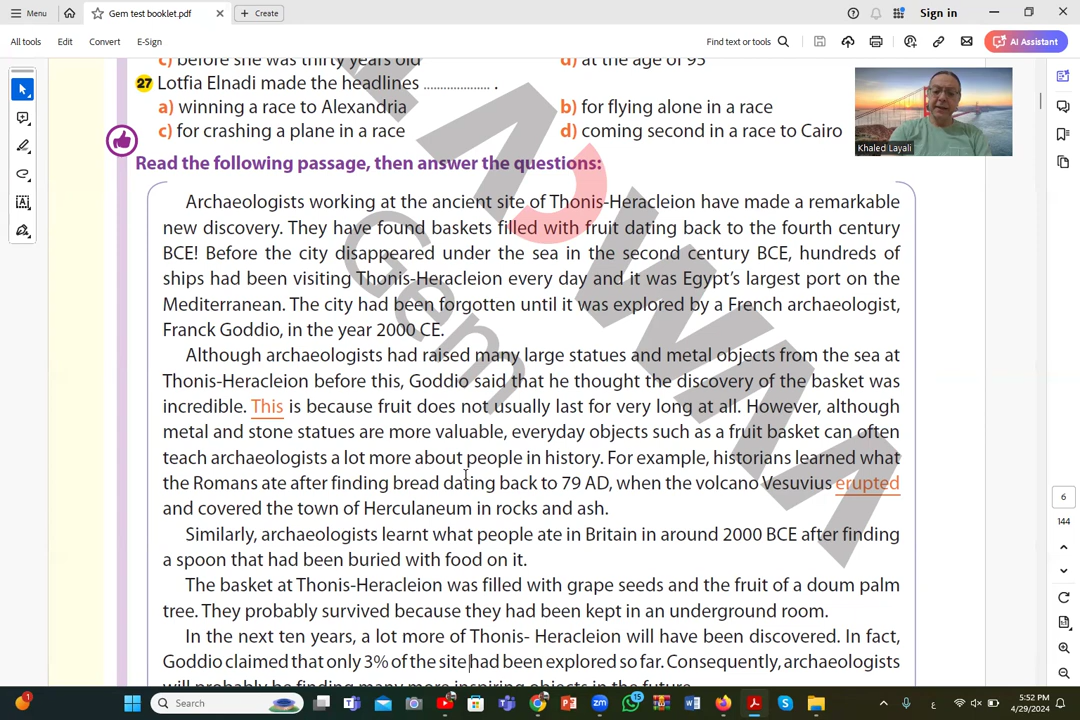 Menu
Gem test booklet.pdf
Create
Sign in
All tools
Edit
Convert
E-Sign
Find text or tools
AI Assistant
c) before she was thirty years old
d) at the age of 95
27 Lotfia Elnadi made the headlines .................... .
a) winning a race to Alexandria
b) for flying alone in a race
c) for crashing a plane in a race
d) coming second in a race to Cairo
Khaled Layali
Read the following passage, then answer the questions:
Archaeologists working at the ancient site of Thonis-Heracleion have made a remarkable
new discovery. They have found baskets filled with fruit dating back to the fourth century
BCE! Before the city disappeared under the sea in the second century BCE, hundreds of
ships had been visiting Thonis-Heracleion every day and it was Egypt's largest port on the
Mediterranean. The city had been forgotten until it was explored by a French archaeologist,
Franck Goddio, in the year 2000 CE.
Although archaeologists had raised many large statues and metal objects from the sea at
Thonis-Heracleion before this, Goddio said that he thought the discovery of the basket was
incredible. This is because fruit does not usually last for very long at all. However, although
metal and stone statues are more valuable, everyday objects such as a fruit basket can often
teach archaeologists a lot more about people in history. For example, historians learned what
the Romans ate after finding bread dating back to 79 AD, when the volcano Vesuvius erupted
and covered the town of Herculaneum in rocks and ash.
Similarly, archaeologists learnt what people ate in Britain in around 2000 BCE after finding
a spoon that had been buried with food on it.
The basket at Thonis-Heracleion was filled with grape seeds and the fruit of a doum palm
tree. They probably survived because they had been kept in an underground room.
In the next ten years, a lot more of Thonis- Heracleion will have been discovered. In fact,
Goddio claimed that only 3% of the site had been explored so far. Consequently, archaeologists
will probably be finding many more inspiring objects in the future.
Gem
6
144
Search
15
1
5:52 PM
4/29/2024